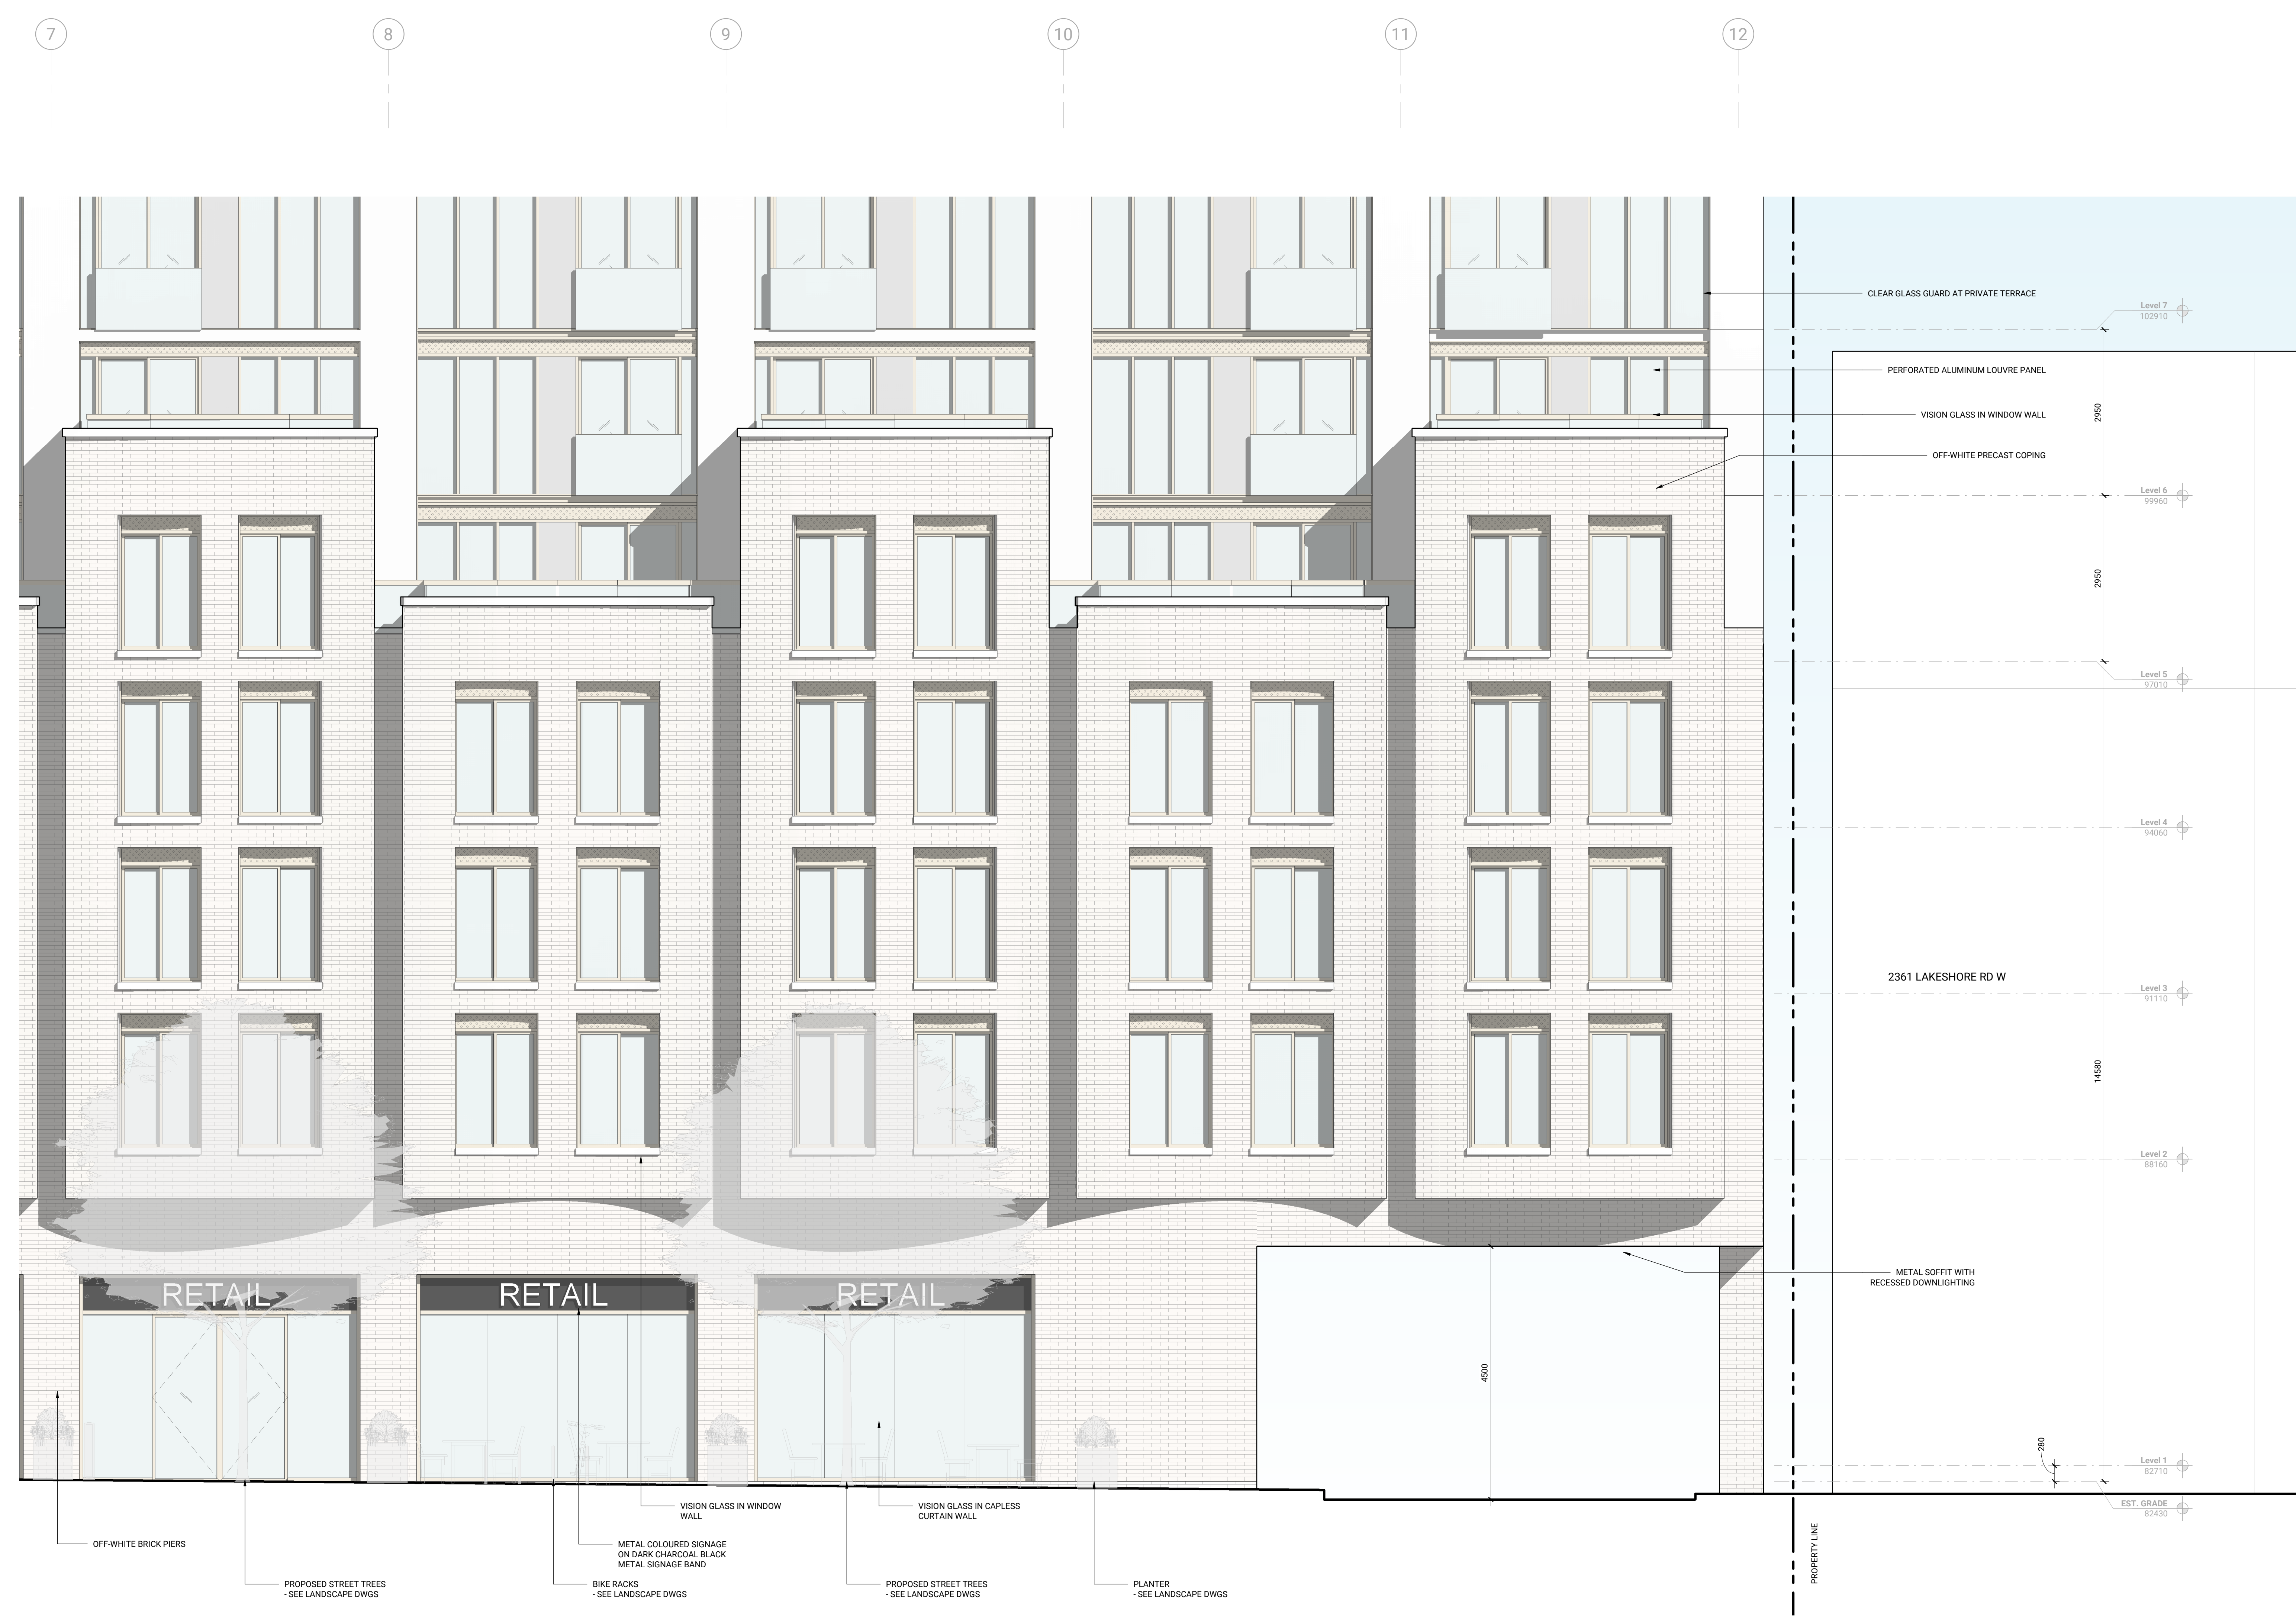 7
8
9
10
11
12
CLEAR GLASS GUARD AT PRIVATE TERRACE
Level 7
102910
PERFORATED ALUMINUM LOUVRE PANEL
VISION GLASS IN WINDOW WALL
2950
OFF-WHITE PRECAST COPING
Level 6
99960
2950
Level 5
97010
Level 4
94060
2361 LAKESHORE RD W
Level 3
91110
14580
Level 2
88160
METAL SOFFIT WITH
RECESSED DOWNLIGHTING
RETAIL
RETAIL
RETAIL
4500
280
Level 1
82710
EST. GRADE
82430
VISION GLASS IN WINDOW
WALL
VISION GLASS IN CAPLESS
CURTAIN WALL
OFF-WHITE BRICK PIERS
METAL COLOURED SIGNAGE
ON DARK CHARCOAL BLACK
METAL SIGNAGE BAND
PROPERTY LINE
PROPOSED STREET TREES
- SEE LANDSCAPE DWGS
BIKE RACKS
- SEE LANDSCAPE DWGS
PROPOSED STREET TREES
- SEE LANDSCAPE DWGS
PLANTER
- SEE LANDSCAPE DWGS